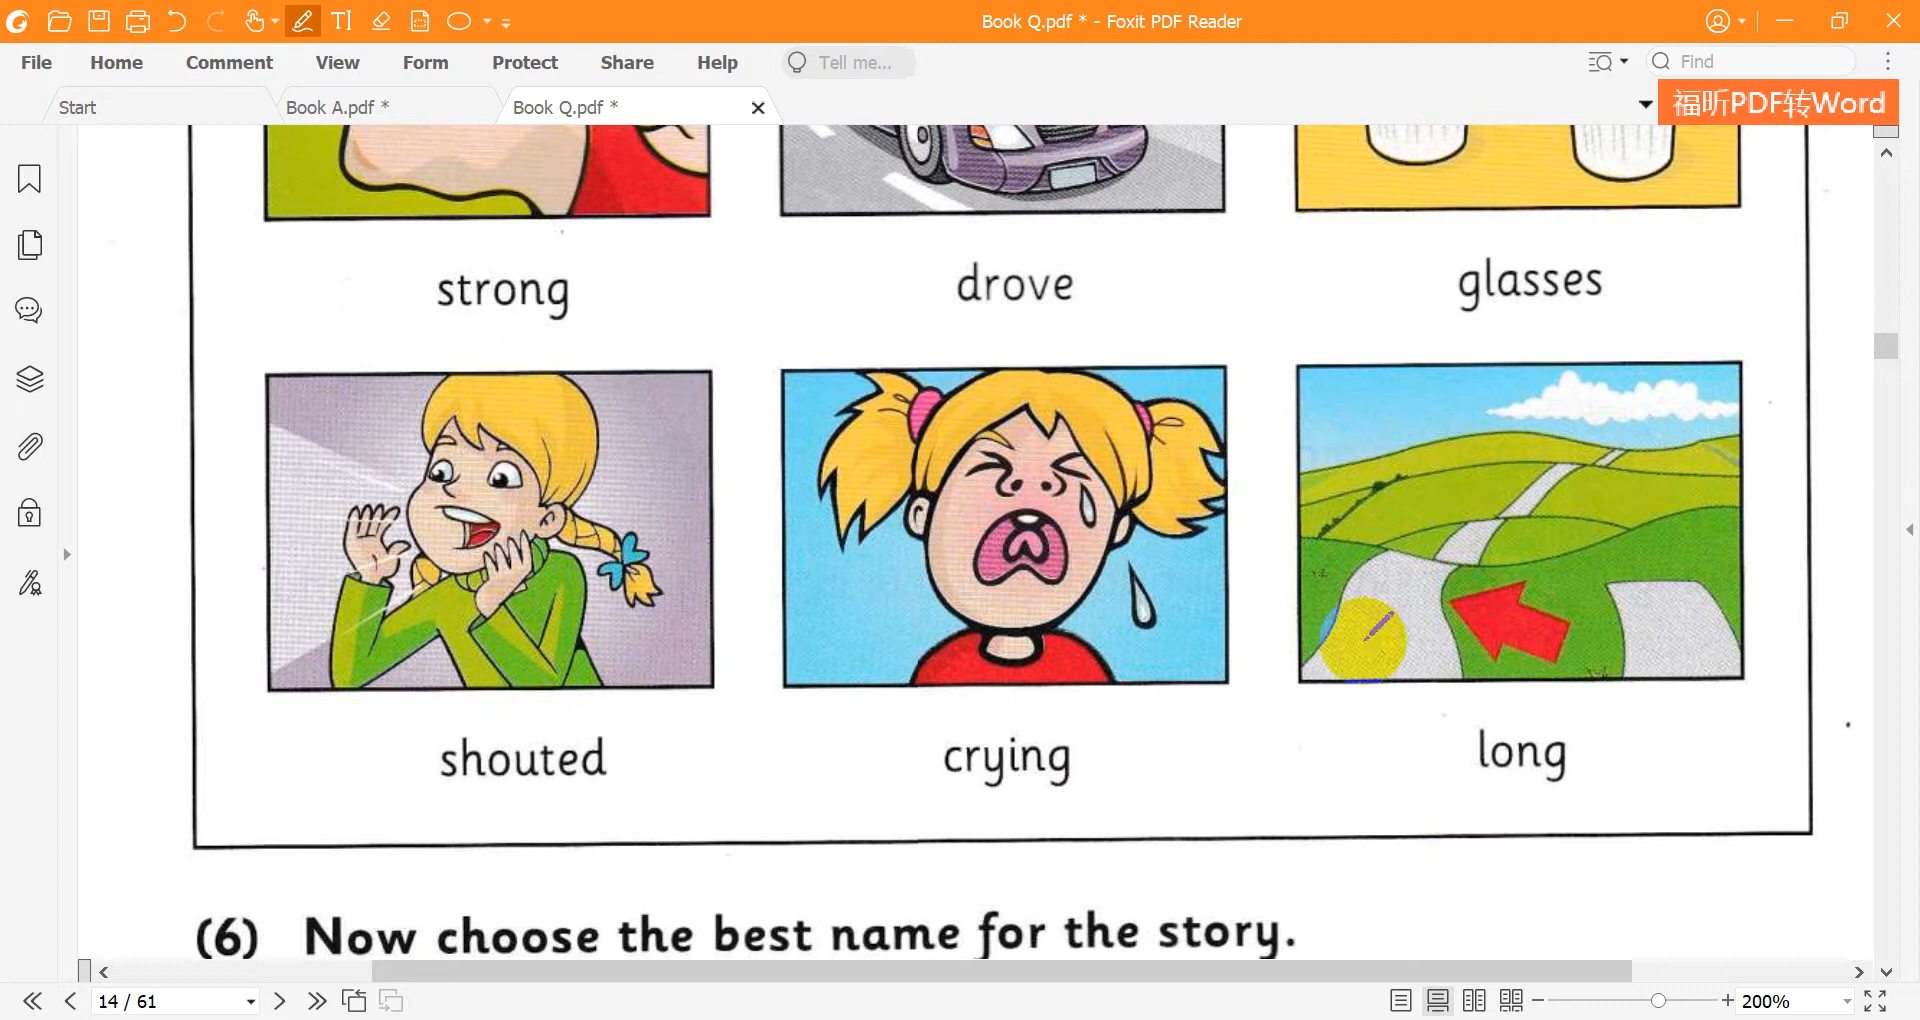 Book Q.pdf * - Foxit PDF Reader
File Home Comment View Form Protect Share Help Tell me... Find
Start Book A.pdf * Book Q.pdf * 福昕PDF转Word
strong drove glasses
shouted crying long
(6) Now choose the best name for the story.
14 / 61 200%